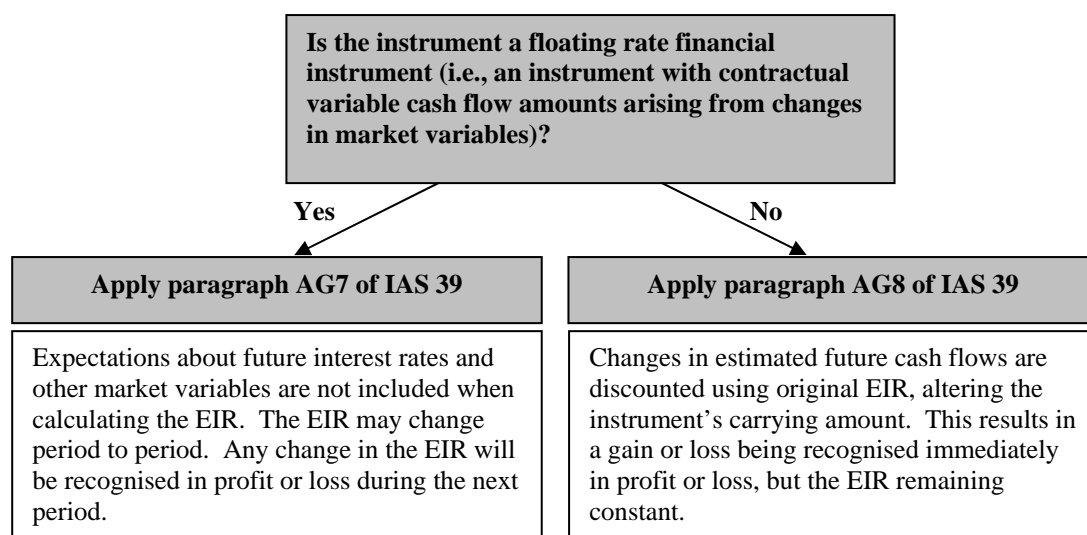 Is the instrument a floating rate financial
instrument (i.e., an instrument with contractual
variable cash flow amounts arising from changes
in market variables)?
Yes
No
Apply paragraph AG7 of IAS 39
Expectations about future interest rates and
other market variables are not included when
calculating the EIR. The EIR may change
period to period. Any change in the EIR will
be recognised in profit or loss during the next
period.
Apply paragraph AG8 of IAS 39
Changes in estimated future cash flows are
discounted using original EIR, altering the
instrument's carrying amount. This results in
a gain or loss being recognised immediately
in profit or loss, but the EIR remaining
constant.